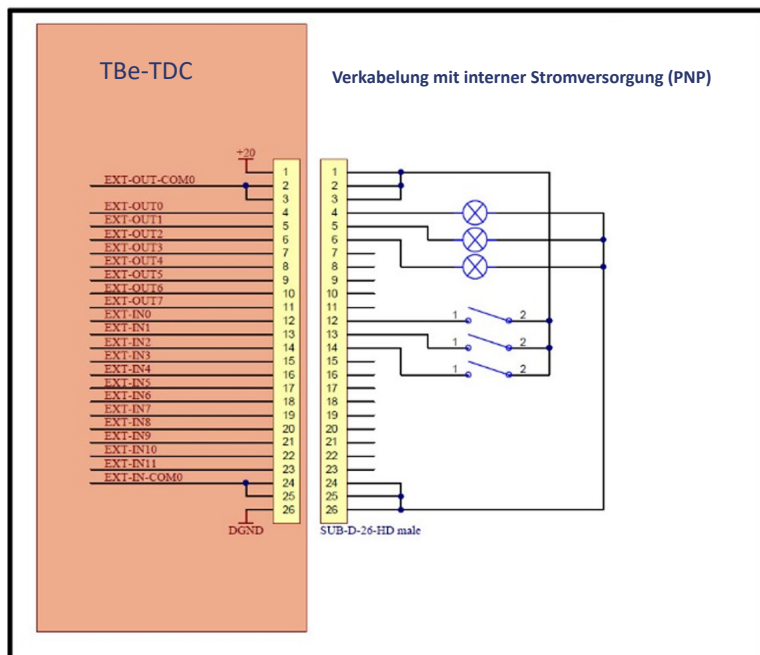 TBe-TDC
Verkabelung mit interner Stromversorgung (PNP)
+20
EXT-OUT-COM0
EXT-OUT0
EXT-OUT1
EXT-OUT2
EXT-OUT3
EXT-OUT4
EXT-OUT5
EXT-OUT6
EXT-OUT7
EXT-IN0
EXT-IN1
EXT-IN2
EXT-IN3
EXT-IN4
EXT-IN5
EXT-IN6
EXT-IN7
EXT-IN8
EXT-IN9
EXT-IN10
EXT-IN11
EXT-IN-COM0
DGND
1
2
3
4
5
6
7
8
9
10
11
12
13
14
15
16
17
18
19
20
21
22
23
24
25
26
1
2
3
4
5
6
7
8
9
10
11
12
13
14
15
16
17
18
19
20
21
22
23
24
25
26
SUB-D-26-HD male
1 2
1 2
1 2